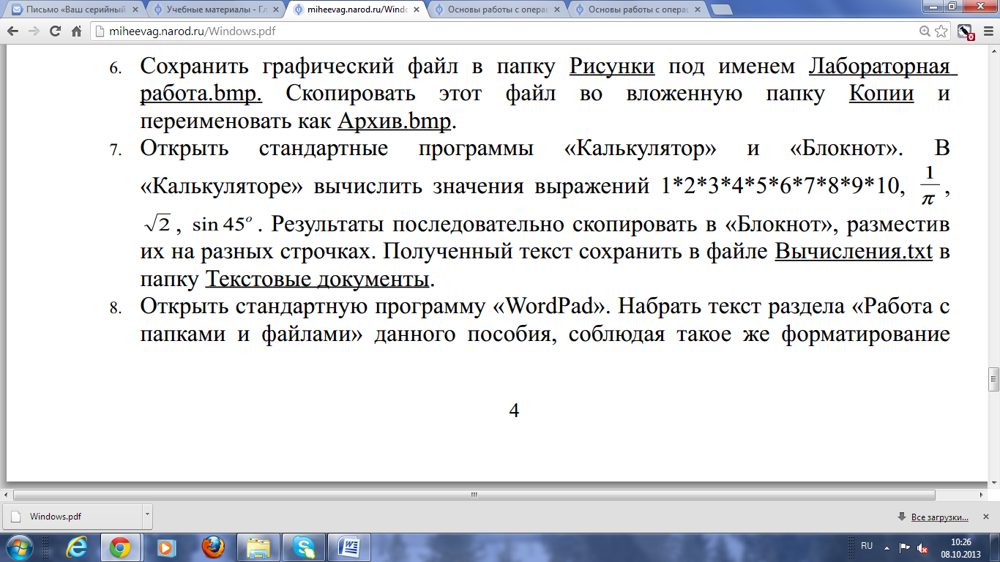 Письмо «Ваш серийный
Учебные материалы - Гл
miheevag.narod.ru/Windo
Основы работы с операц
Основы работы с операц
miheevag.narod.ru/Windows.pdf
0
6. Сохранить графический файл в папку Рисунки под именем Лабораторная
работа.bmp. Скопировать этот файл во вложенную папку Копии и
переименовать как Архив.bmp.
7. Открыть стандартные программы «Калькулятор» и «Блокнот». В
«Калькуляторе» вычислить значения выражений 1*2*3*4*5*6*7*8*9*10, 1/π,
√2, sin 45°. Результаты последовательно скопировать в «Блокнот», разместив
их на разных строчках. Полученный текст сохранить в файле Вычисления.txt в
папку Текстовые документы.
8. Открыть стандартную программу «WordPad». Набрать текст раздела «Работа с
папками и файлами» данного пособия, соблюдая такое же форматирование
4
Windows.pdf
Все загрузки...
RU
10:26
08.10.2013